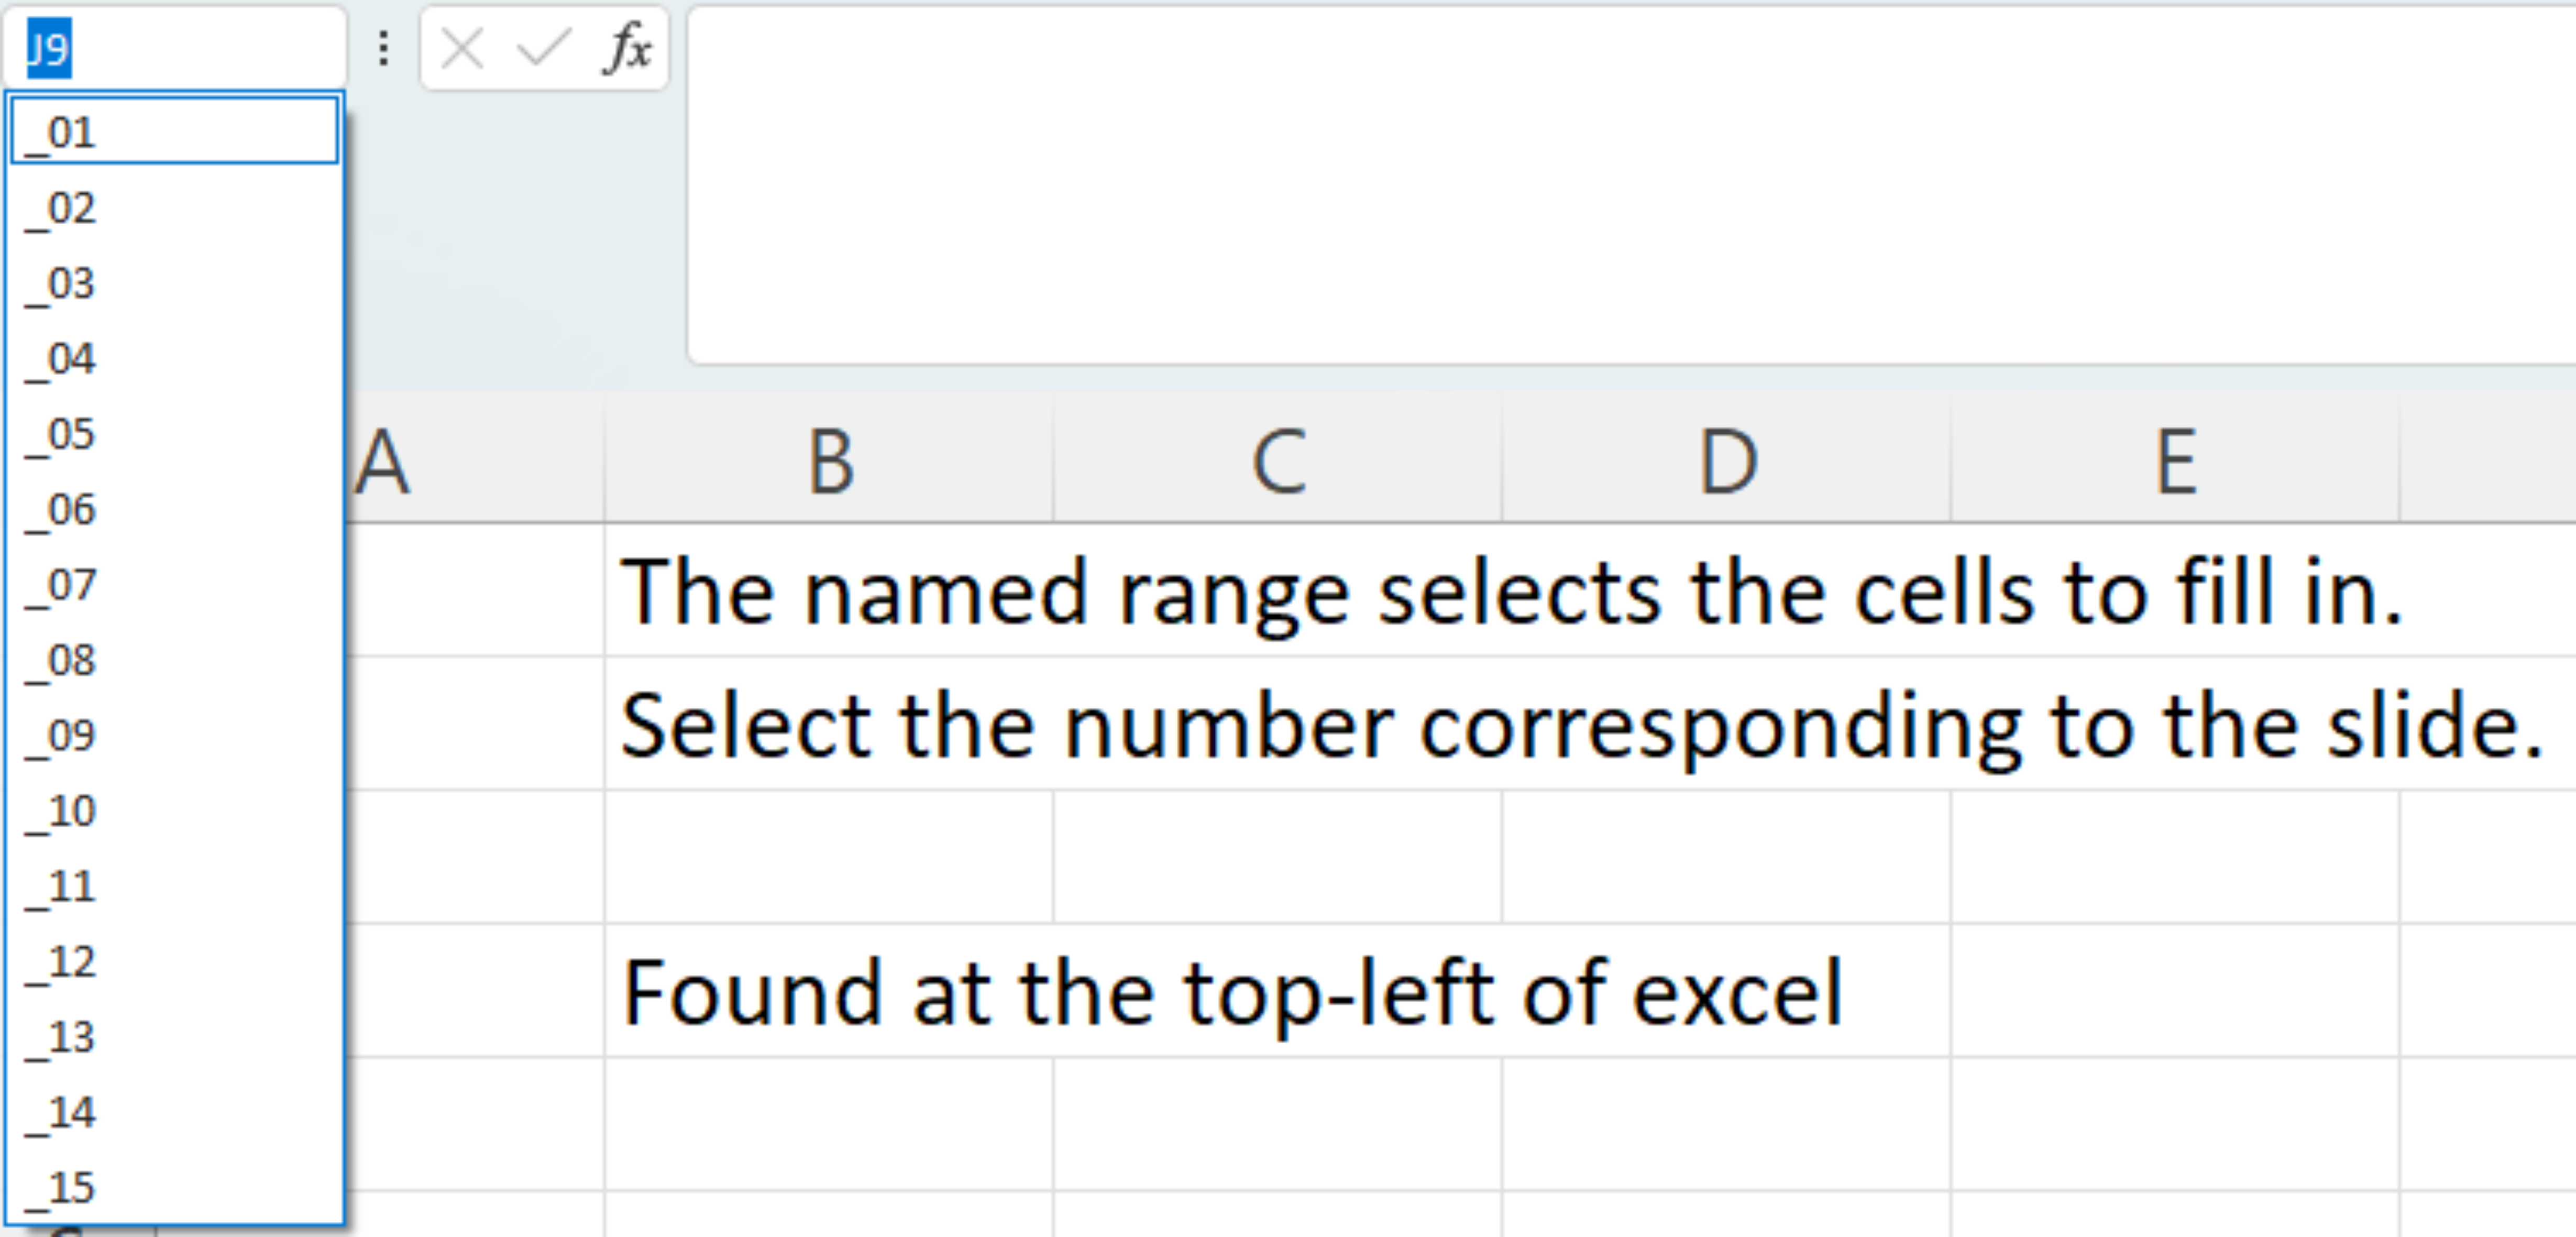 J9
fx
_01
_02
_03
_04
_05
_06
_07
_08
_09
_10
_11
_12
_13
_14
_15
A B C D E
The named range selects the cells to fill in.
Select the number corresponding to the slide.
Found at the top-left of excel